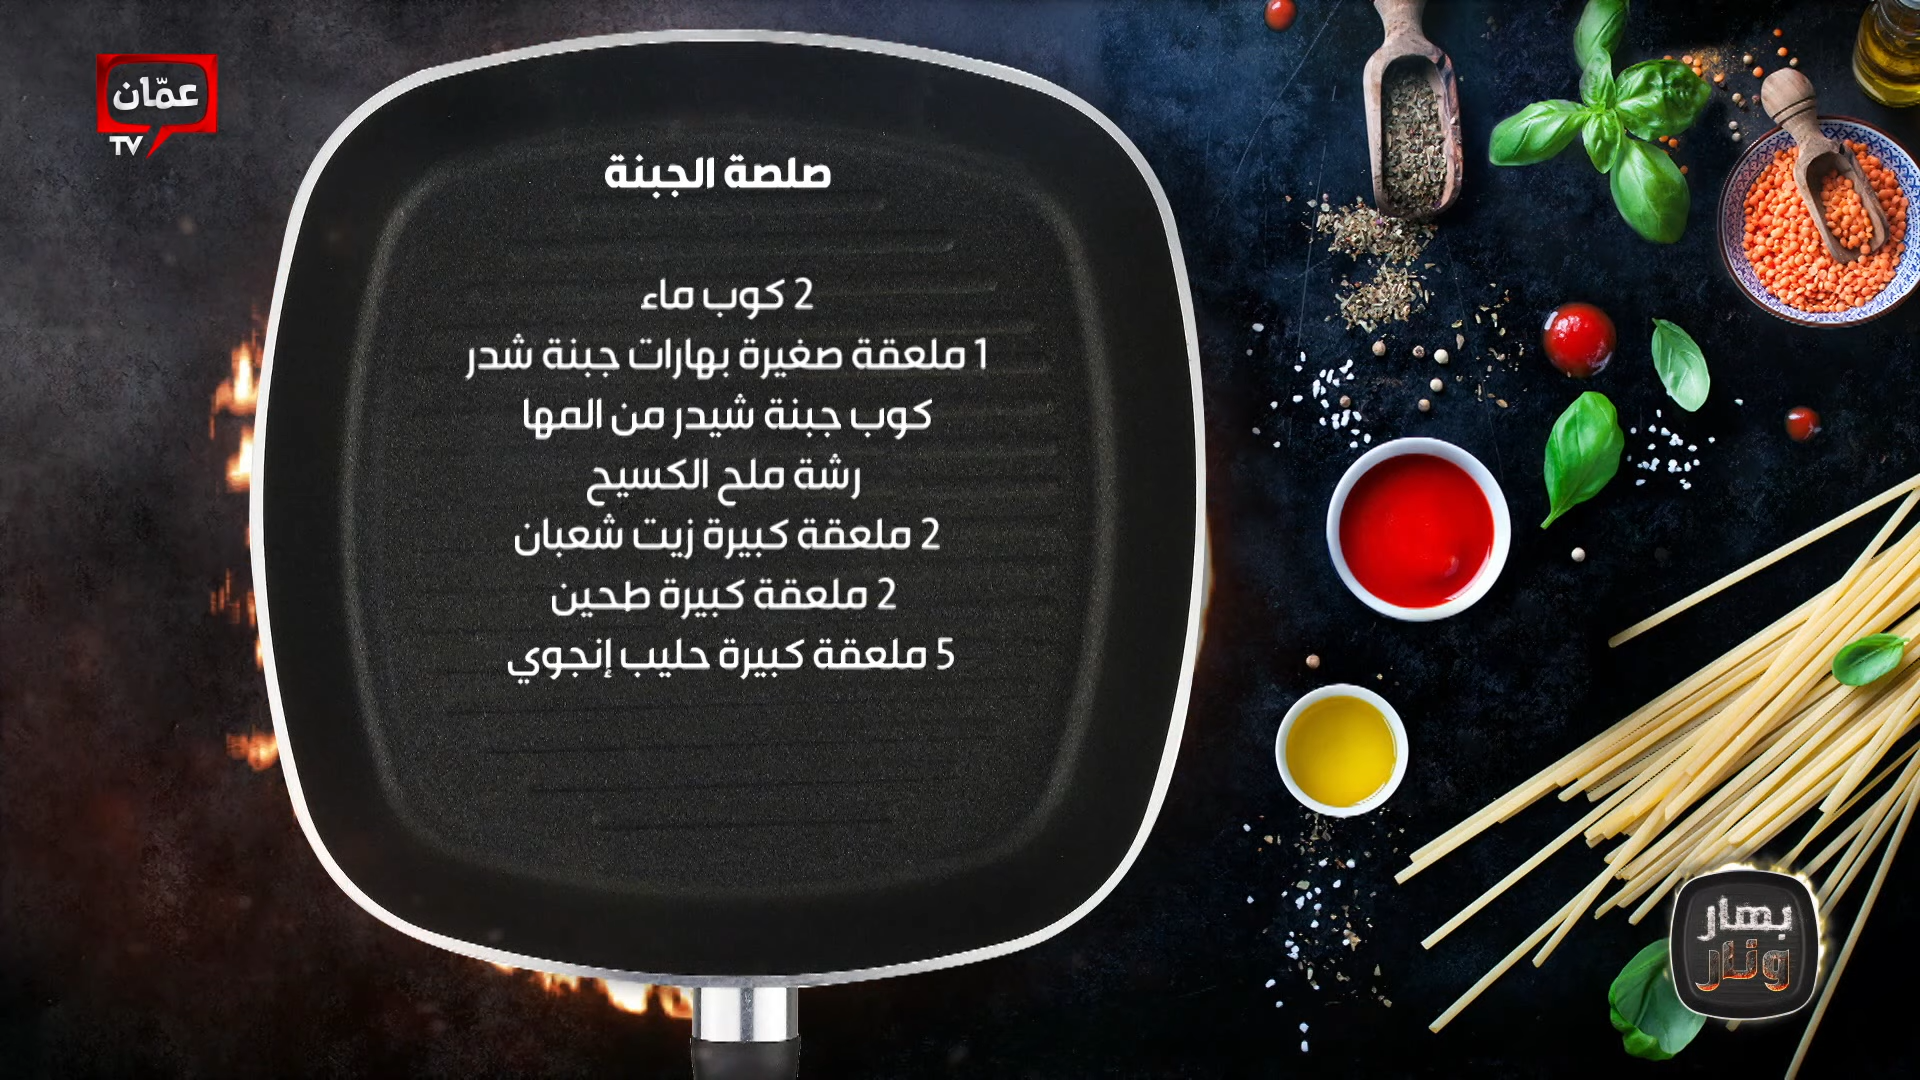 عمّان
TV
صلصة الجبنة
2 كوب ماء
1 ملعقة صغيرة بهارات جبنة شدر
كوب جبنة شيدر من المها
رشة ملح الكسيح
2 ملعقة كبيرة زيت شعبان
2 ملعقة كبيرة طحين
5 ملعقة كبيرة حليب إنجوي
بهار
ونار